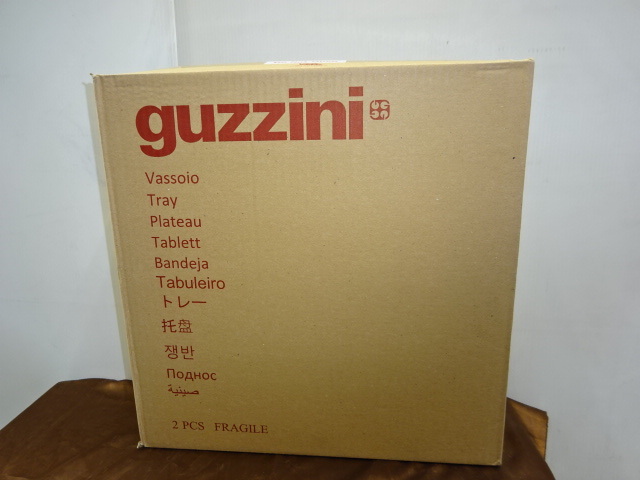 guzzini
Vassoio
Tray
Plateau
Tablett
Bandeja
Tabuleiro
トレー
托盘
쟁반
Поднос
صينية
2 PCS FRAGILE